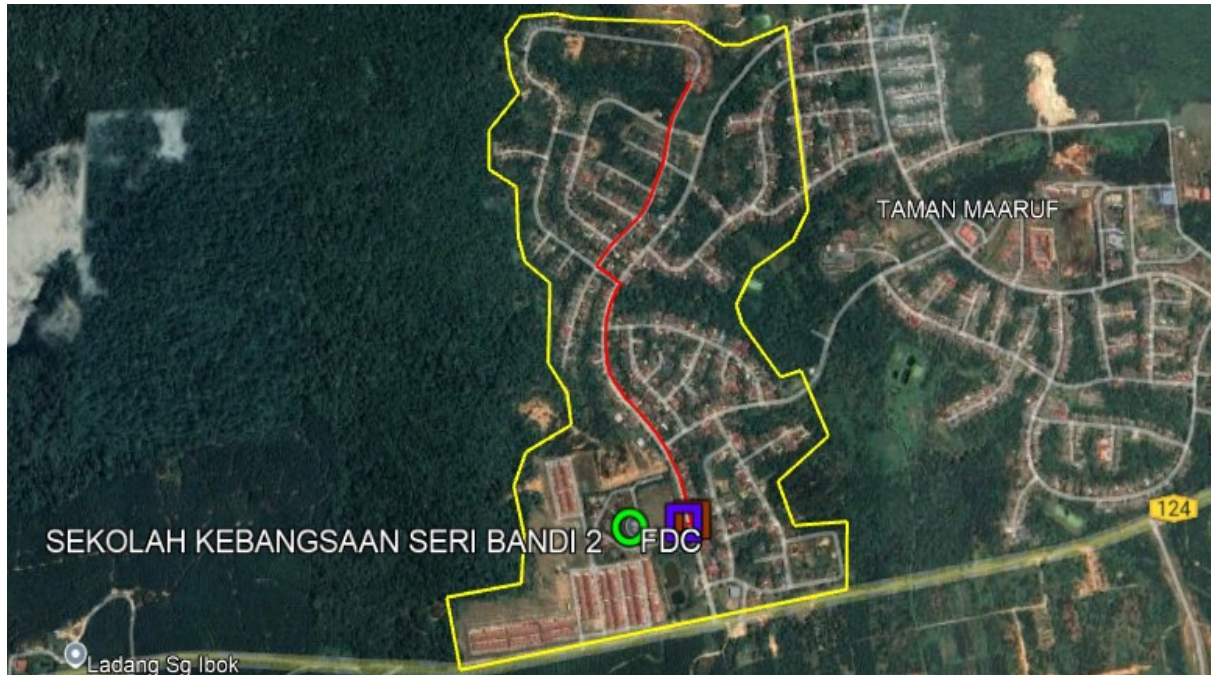 TAMAN MAARUF
124
SEKOLAH KEBANGSAAN SERI BANDI 2
FDC
Ladang Sg Ibok